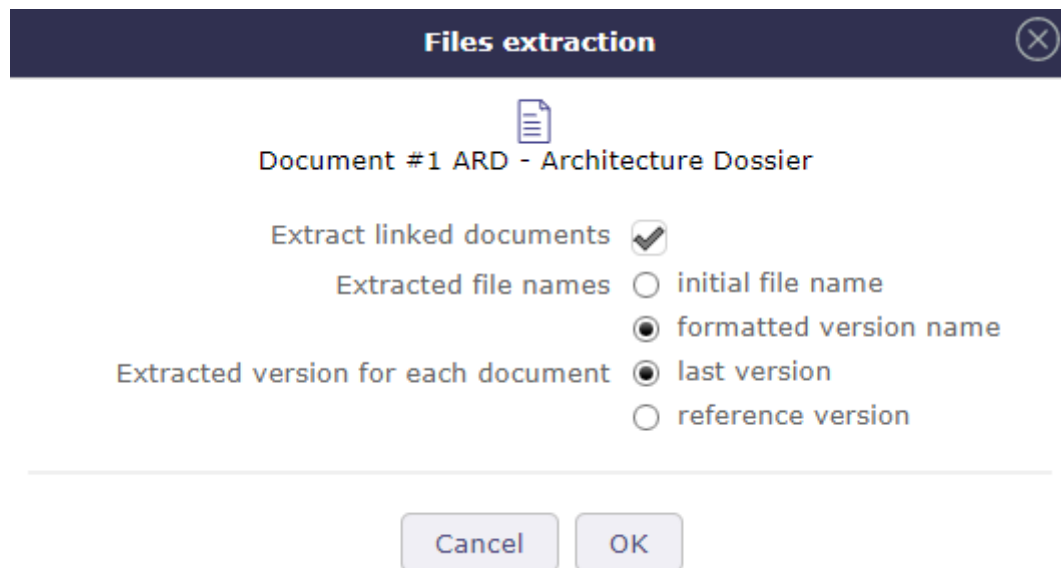 Files extraction
Document #1 ARD - Architecture Dossier
Extract linked documents
Extracted file names initial file name
formatted version name
Extracted version for each document last version
reference version
Cancel OK